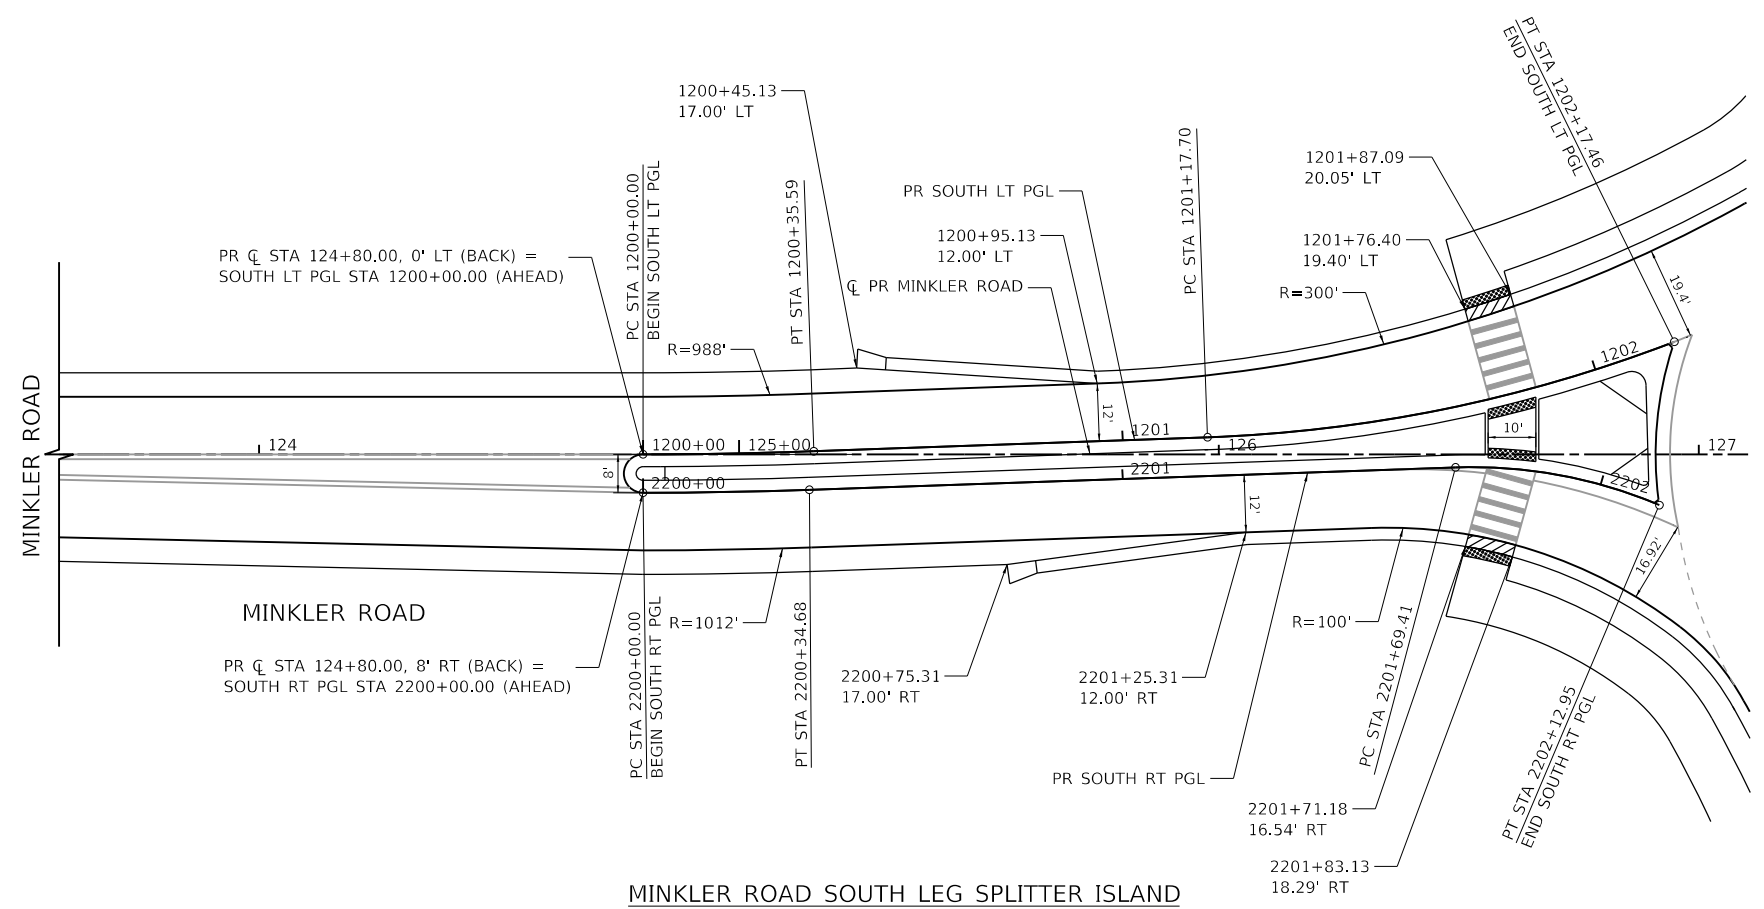 PT STA 1202+17.46
END SOUTH LT PGL
1200+45.13
17.00' LT
PC STA 1200+00.00
BEGIN SOUTH LT PGL
PT STA 1200+35.59
PR SOUTH LT PGL
PC STA 1201+17.70
1201+87.09
20.05' LT
1200+95.13
12.00' LT
1201+76.40
19.40' LT
PR ℄ STA 124+80.00, 0' LT (BACK) =
SOUTH LT PGL STA 1200+00.00 (AHEAD)
℄ PR MINKLER ROAD
R=300'
19.4'
R=988'
1202
MINKLER ROAD
12'
124
1200+00
125+00
1201
126
10'
127
8'
2200+00
2201
2202
12'
16.92'
MINKLER ROAD
R=1012'
R=100'
PR ℄ STA 124+80.00, 8' RT (BACK) =
SOUTH RT PGL STA 2200+00.00 (AHEAD)
PC STA 2200+00.00
BEGIN SOUTH RT PGL
PT STA 2200+34.68
2200+75.31
17.00' RT
2201+25.31
12.00' RT
PC STA 2201+69.41
PR SOUTH RT PGL
PT STA 2202+12.95
END SOUTH RT PGL
2201+71.18
16.54' RT
2201+83.13
18.29' RT
MINKLER ROAD SOUTH LEG SPLITTER ISLAND